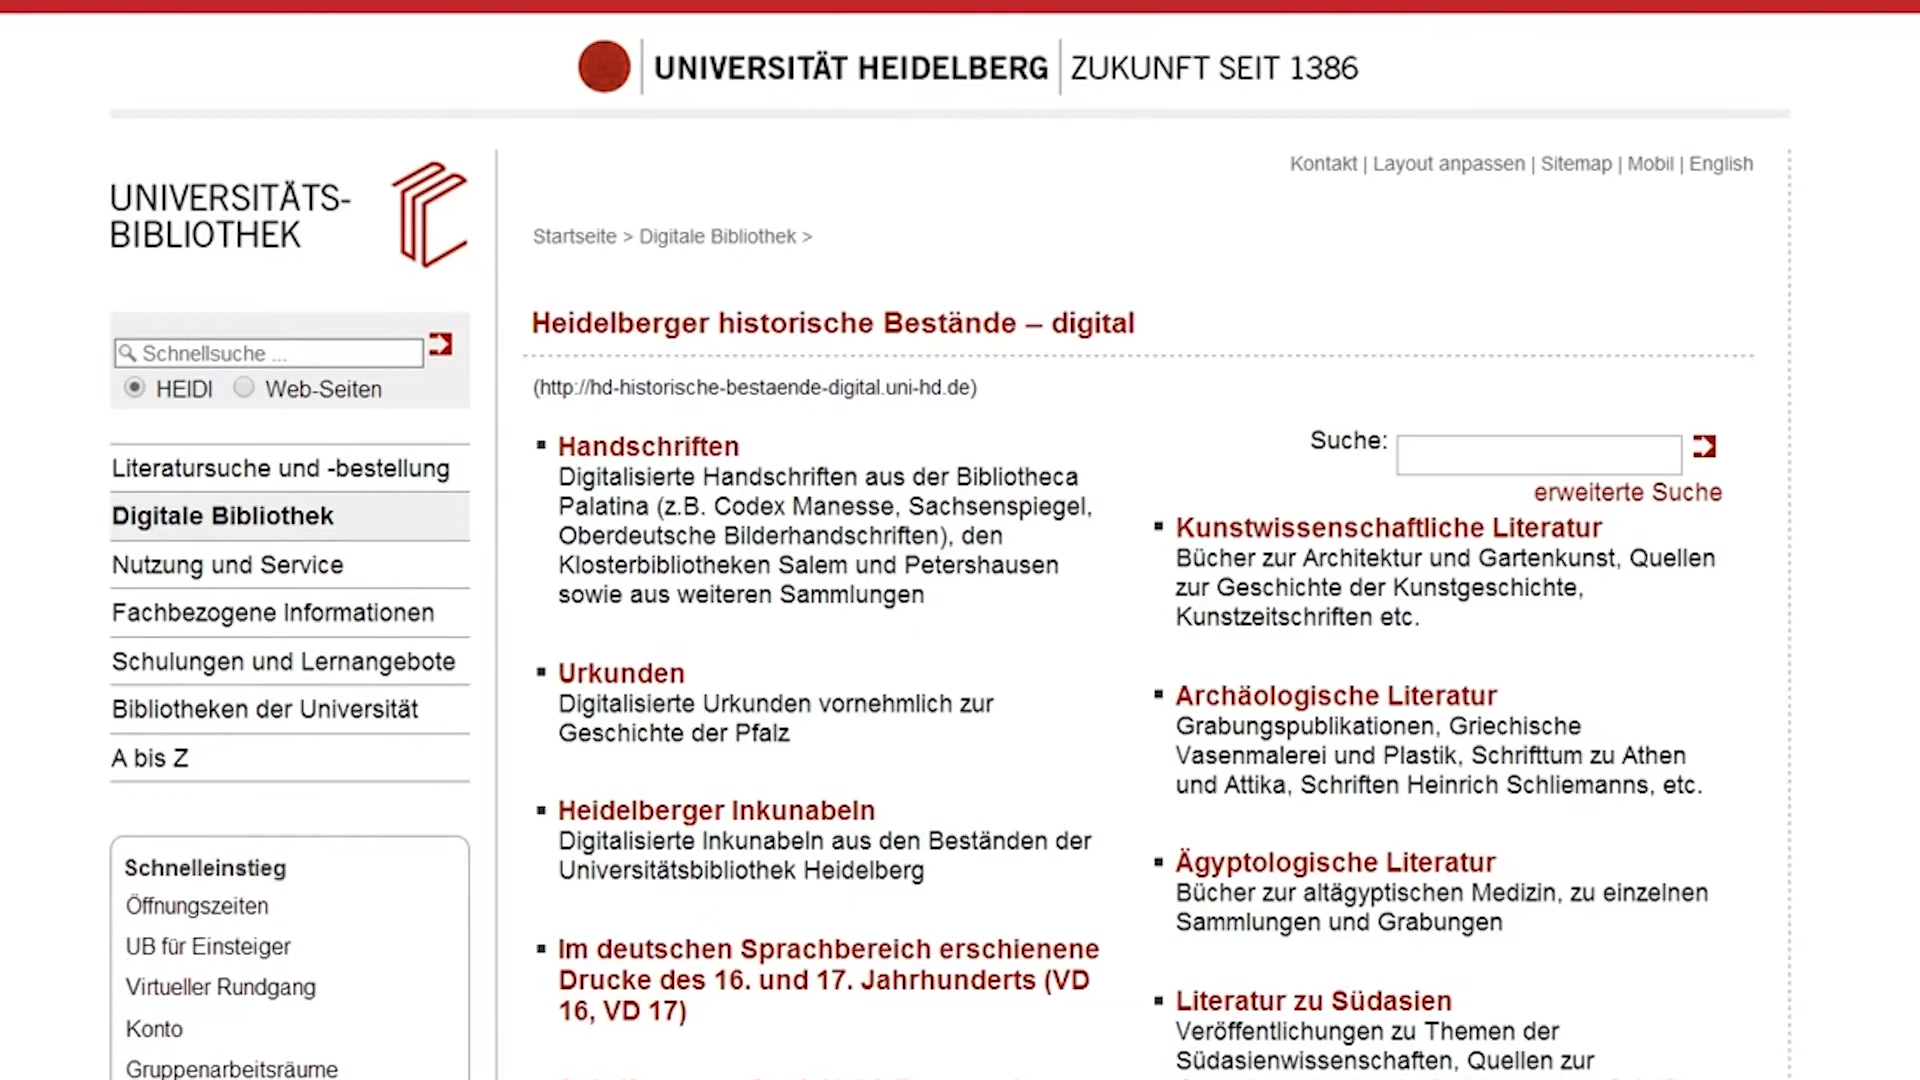 UNIVERSITÄT HEIDELBERG
ZUKUNFT SEIT 1386
UNIVERSITÄTS-
BIBLIOTHEK
Kontakt | Layout anpassen | Sitemap | Mobil | English
Startseite > Digitale Bibliothek >
Schnellsuche ...
HEIDI Web-Seiten
Literatursuche und -bestellung
Digitale Bibliothek
Nutzung und Service
Fachbezogene Informationen
Schulungen und Lernangebote
Bibliotheken der Universität
A bis Z
Schnelleinstieg
Öffnungszeiten
UB für Einsteiger
Virtueller Rundgang
Konto
Gruppenarbeitsräume
Heidelberger historische Bestände – digital
(http://hd-historische-bestaende-digital.uni-hd.de)
Handschriften
Digitalisierte Handschriften aus der Bibliotheca
Palatina (z.B. Codex Manesse, Sachsenspiegel,
Oberdeutsche Bilderhandschriften), den
Klosterbibliotheken Salem und Petershausen
sowie aus weiteren Sammlungen
Urkunden
Digitalisierte Urkunden vornehmlich zur
Geschichte der Pfalz
Heidelberger Inkunabeln
Digitalisierte Inkunabeln aus den Beständen der
Universitätsbibliothek Heidelberg
Im deutschen Sprachbereich erschienene
Drucke des 16. und 17. Jahrhunderts (VD
16, VD 17)
Suche:
erweiterte Suche
Kunstwissenschaftliche Literatur
Bücher zur Architektur und Gartenkunst, Quellen
zur Geschichte der Kunstgeschichte,
Kunstzeitschriften etc.
Archäologische Literatur
Grabungspublikationen, Griechische
Vasenmalerei und Plastik, Schrifttum zu Athen
und Attika, Schriften Heinrich Schliemanns, etc.
Ägyptologische Literatur
Bücher zur altägyptischen Medizin, zu einzelnen
Sammlungen und Grabungen
Literatur zu Südasien
Veröffentlichungen zu Themen der
Südasienwissenschaften, Quellen zur